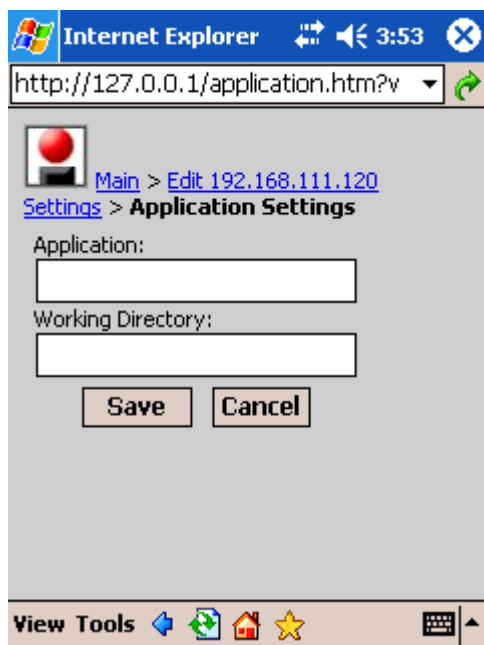 Internet Explorer 3:53
http://127.0.0.1/application.htm?v
Main > Edit 192.168.111.120
Settings > Application Settings
Application:
Working Directory:
Save Cancel
View Tools